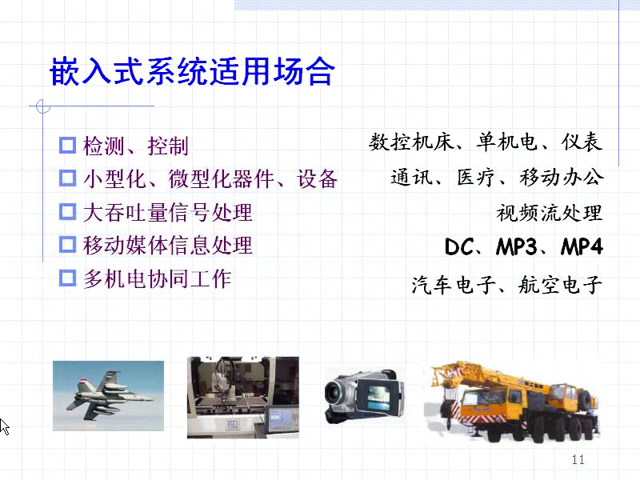 嵌入式系统适用场合
检测、控制
数控机床、单机电、仪表
小型化、微型化器件、设备
通讯、医疗、移动办公
大吞吐量信号处理
视频流处理
移动媒体信息处理
DC、MP3、MP4
多机电协同工作
汽车电子、航空电子
11